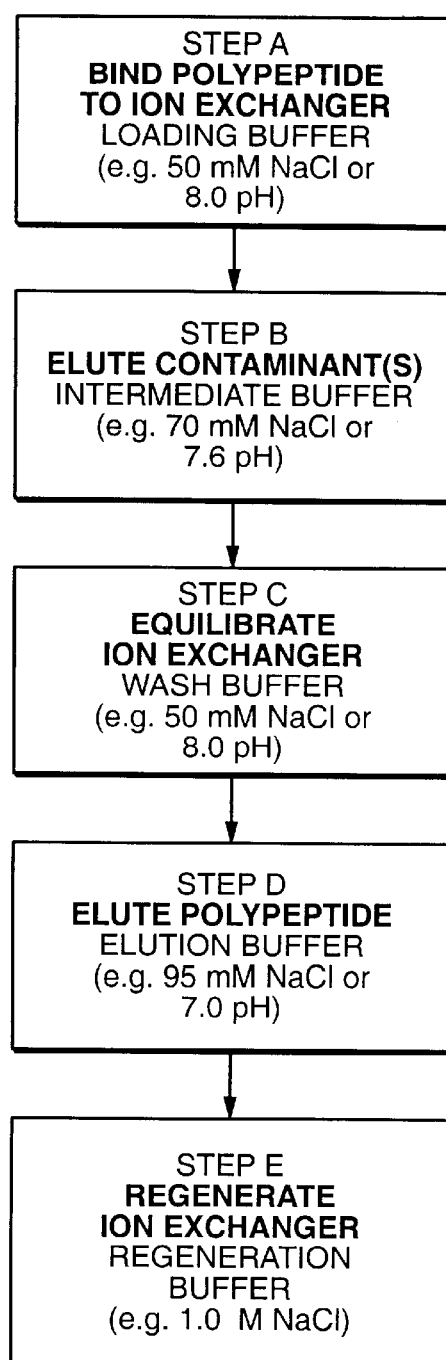 STEP A
BIND POLYPEPTIDE
TO ION EXCHANGER
LOADING BUFFER
(e.g. 50 mM NaCl or
8.0 pH)
STEP B
ELUTE CONTAMINANT(S)
INTERMEDIATE BUFFER
(e.g. 70 mM NaCl or
7.6 pH)
STEP C
EQUILIBRATE
ION EXCHANGER
WASH BUFFER
(e.g. 50 mM NaCl or
8.0 pH)
STEP D
ELUTE POLYPEPTIDE
ELUTION BUFFER
(e.g. 95 mM NaCl or
7.0 pH)
STEP E
REGENERATE
ION EXCHANGER
REGENERATION
BUFFER
(e.g. 1.0 M NaCl)